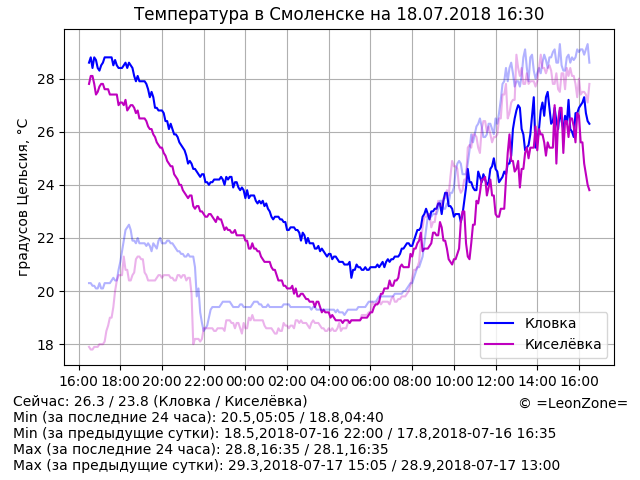 Температура в Смоленске на 18.07.2018 16:30
градусов Цельсия, °C
28
26
24
22
20
18
Кловка
Киселёвка
16:00 18:00 20:00 22:00 00:00 02:00 04:00 06:00 08:00 10:00 12:00 14:00 16:00
Сейчас: 26.3 / 23.8 (Кловка / Киселёвка)
© =LeonZone=
Min (за последние 24 часа): 20.5,05:05 / 18.8,04:40
Min (за предыдущие сутки): 18.5,2018-07-16 22:00 / 17.8,2018-07-16 16:35
Max (за последние 24 часа): 28.8,16:35 / 28.1,16:35
Max (за предыдущие сутки): 29.3,2018-07-17 15:05 / 28.9,2018-07-17 13:00